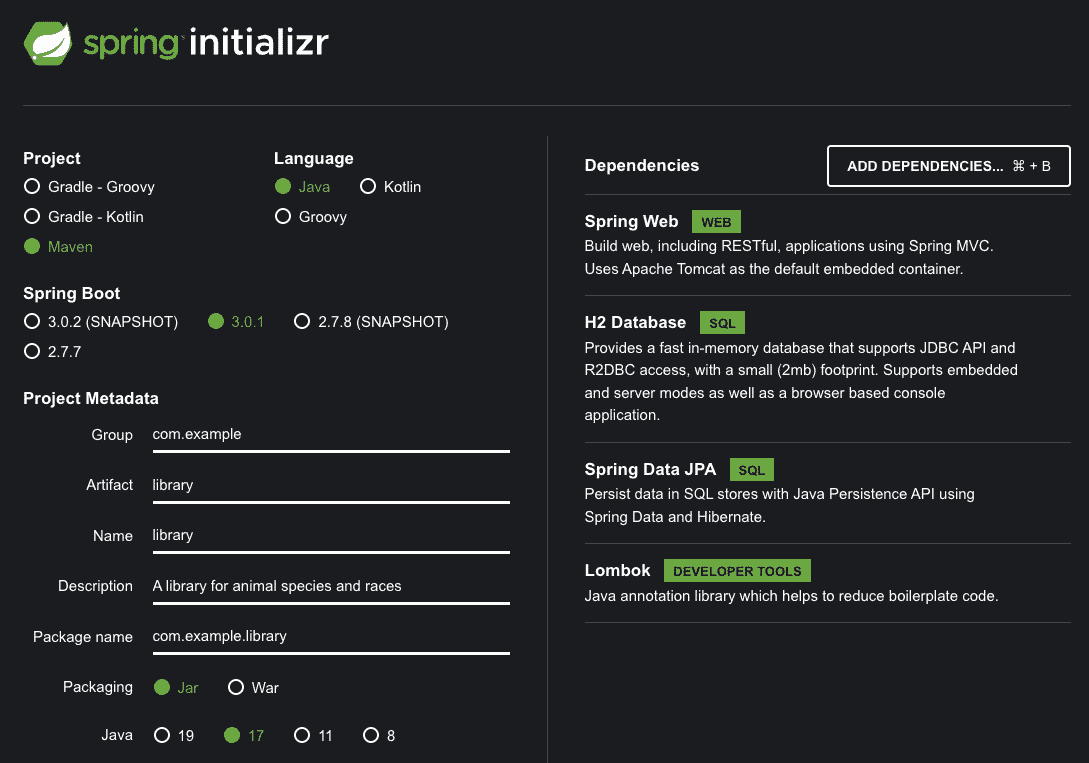 spring initializr
Project
Gradle - Groovy
Gradle - Kotlin
Maven
Language
Java Kotlin
Groovy
Spring Boot
3.0.2 (SNAPSHOT) 3.0.1 2.7.8 (SNAPSHOT)
2.7.7
Project Metadata
Group com.example
Artifact library
Name library
Description A library for animal species and races
Package name com.example.library
Packaging Jar War
Java 19 17 11 8
Dependencies ADD DEPENDENCIES... ⌘ + B
Spring Web WEB
Build web, including RESTful, applications using Spring MVC.
Uses Apache Tomcat as the default embedded container.
H2 Database SQL
Provides a fast in-memory database that supports JDBC API and
R2DBC access, with a small (2mb) footprint. Supports embedded
and server modes as well as a browser based console
application.
Spring Data JPA SQL
Persist data in SQL stores with Java Persistence API using
Spring Data and Hibernate.
Lombok DEVELOPER TOOLS
Java annotation library which helps to reduce boilerplate code.